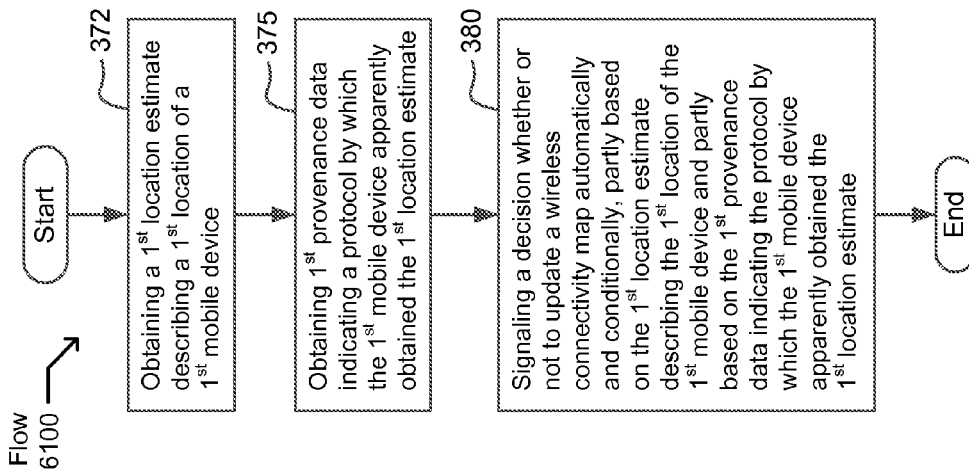 Flow
6100
Start
372
Obtaining a 1st location estimate
describing a 1st location of a
1st mobile device
375
Obtaining 1st provenance data
indicating a protocol by which
the 1st mobile device apparently
obtained the 1st location estimate
380
Signaling a decision whether or
not to update a wireless
connectivity map automatically
and conditionally, partly based
on the 1st location estimate
describing the 1st location of the
1st mobile device and partly
based on the 1st provenance
data indicating the protocol by
which the 1st mobile device
apparently obtained the
1st location estimate
End